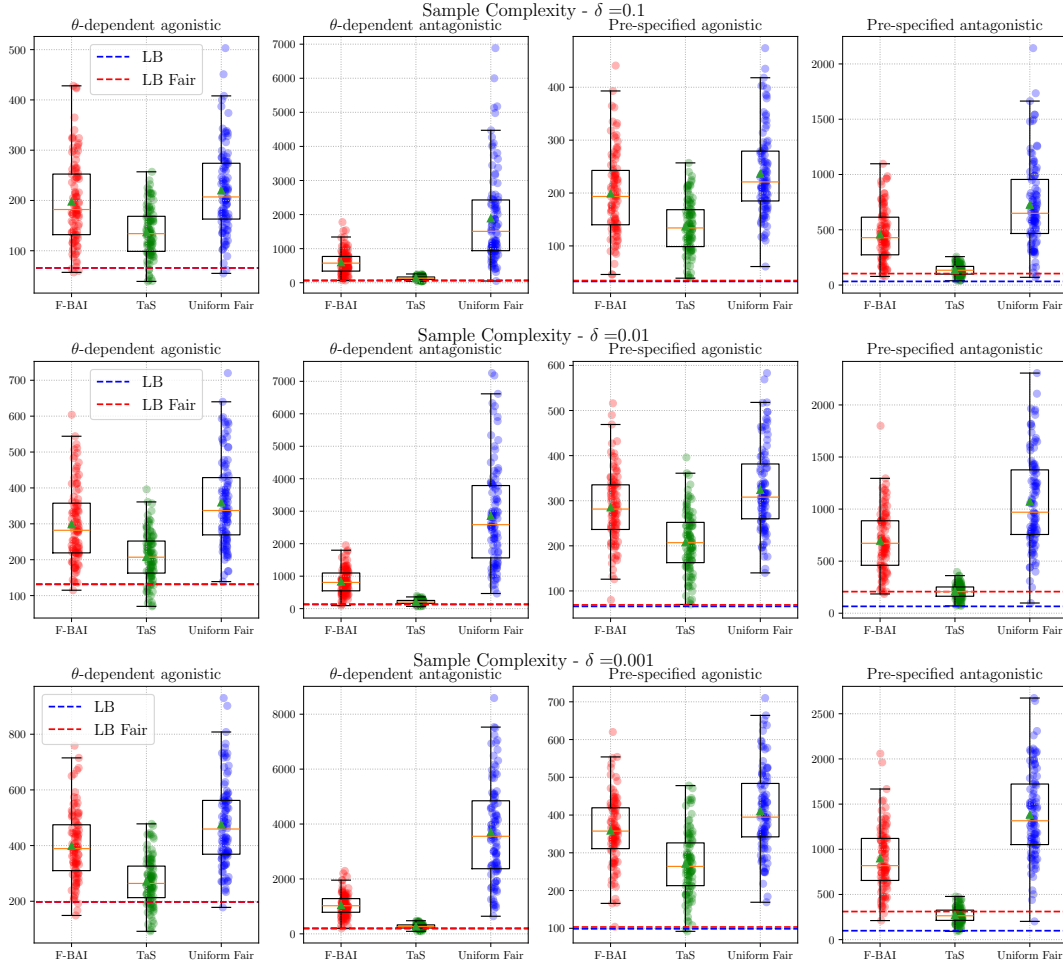 Sample Complexity - δ =0.1
θ-dependent agonistic
θ-dependent antagonistic
Pre-specified agonistic
Pre-specified antagonistic
LB
LB Fair
500
400
300
200
100
F-BAI
TaS
Uniform Fair
7000
6000
5000
4000
3000
2000
1000
0
F-BAI
TaS
Uniform Fair
500
400
300
200
100
0
F-BAI
TaS
Uniform Fair
2000
1500
1000
500
0
F-BAI
TaS
Uniform Fair
Sample Complexity - δ =0.01
θ-dependent agonistic
θ-dependent antagonistic
Pre-specified agonistic
Pre-specified antagonistic
LB
LB Fair
700
600
500
400
300
200
100
F-BAI
TaS
Uniform Fair
7000
6000
5000
4000
3000
2000
1000
0
F-BAI
TaS
Uniform Fair
600
500
400
300
200
100
F-BAI
TaS
Uniform Fair
2000
1500
1000
500
0
F-BAI
TaS
Uniform Fair
Sample Complexity - δ =0.001
θ-dependent agonistic
θ-dependent antagonistic
Pre-specified agonistic
Pre-specified antagonistic
LB
LB Fair
800
600
400
200
F-BAI
TaS
Uniform Fair
8000
6000
4000
2000
0
F-BAI
TaS
Uniform Fair
700
600
500
400
300
200
100
F-BAI
TaS
Uniform Fair
2500
2000
1500
1000
500
0
F-BAI
TaS
Uniform Fair